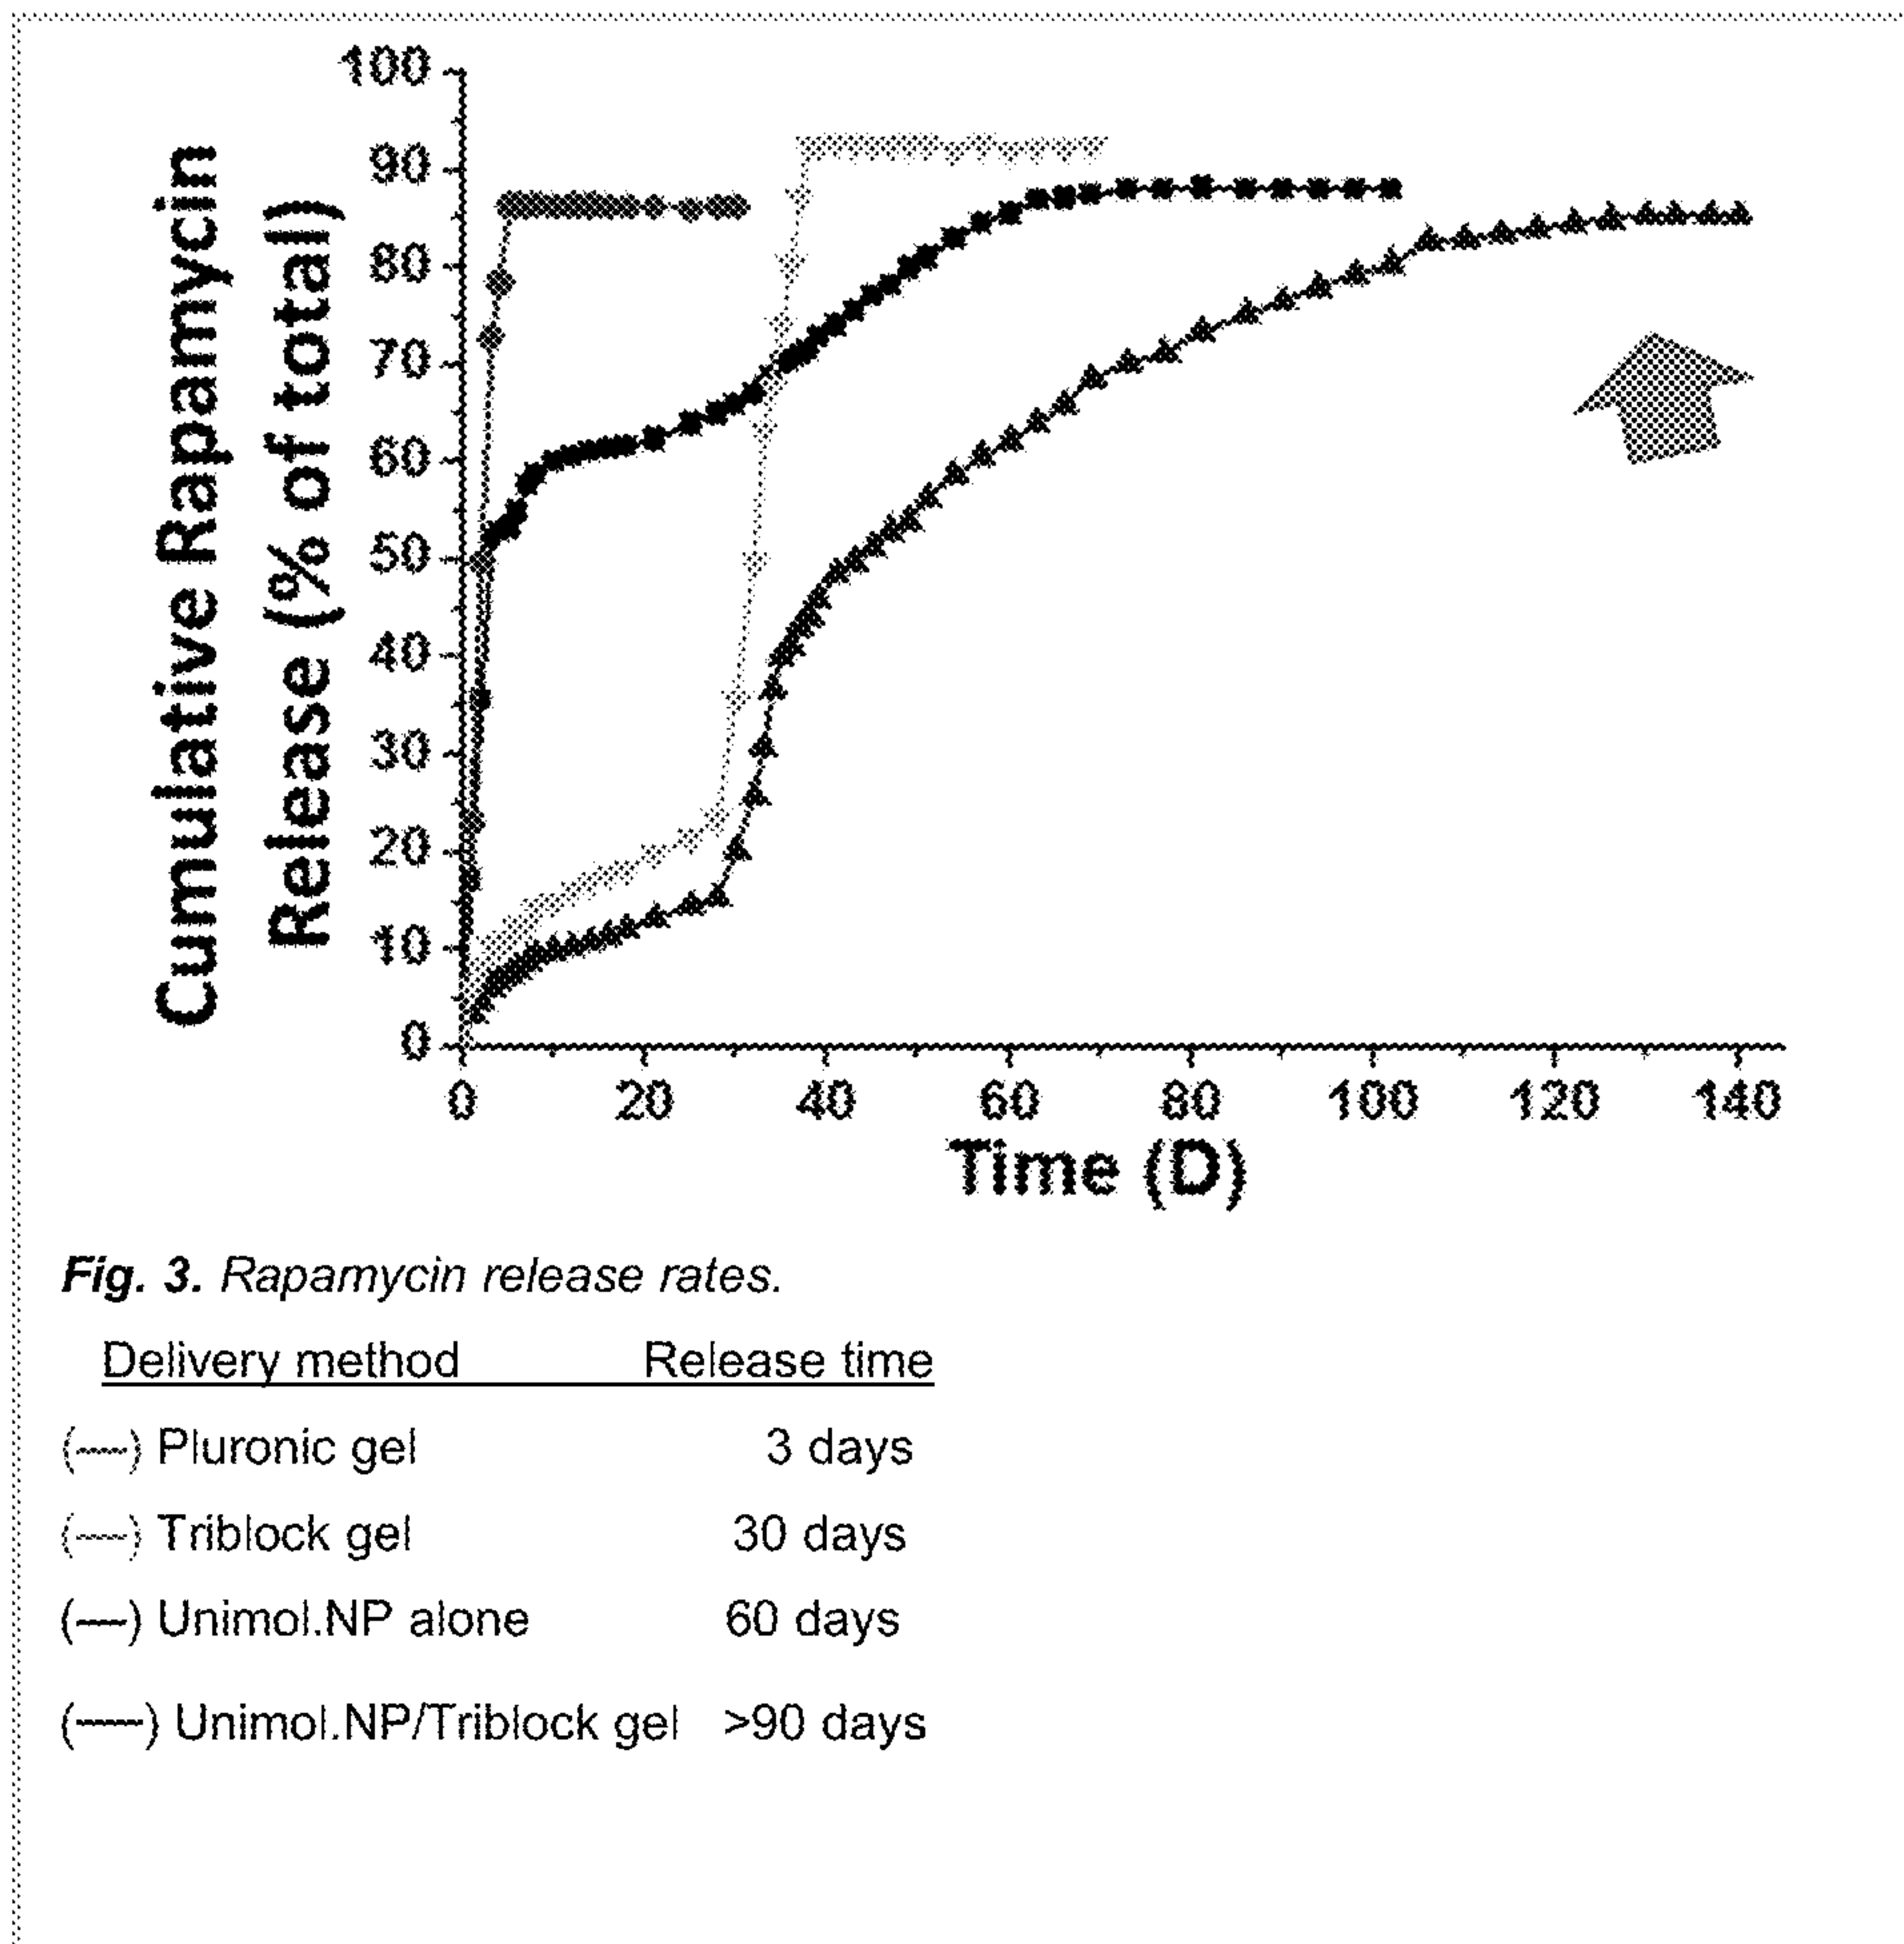 Cumulative Rapamycin
Release (% of total)
100
90
80
70
60
50
40
30
20
10
0
0 20 40 60 80 100 120 140
Time (D)
Fig. 3. Rapamycin release rates.
Delivery method Release time
(----) Pluronic gel 3 days
(----) Triblock gel 30 days
(----) Unimol.NP alone 60 days
(----) Unimol.NP/Triblock gel >90 days